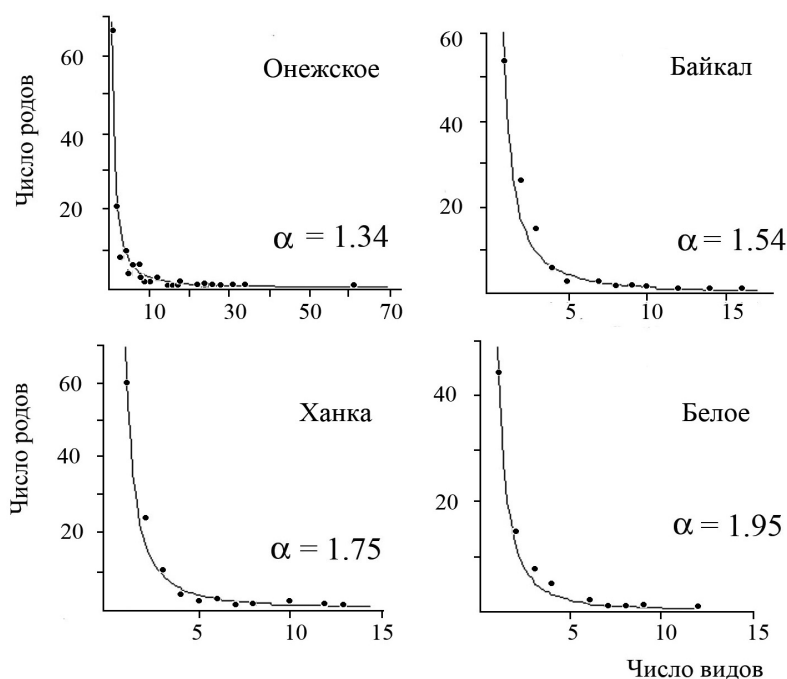 Число родов
60
40
20
Онежское
α = 1.34
10 30 50 70
60
40
20
Байкал
α = 1.54
5 10 15
Число родов
60
40
20
Ханка
α = 1.75
5 10 15
40
20
Белое
α = 1.95
5 10 15
Число видов